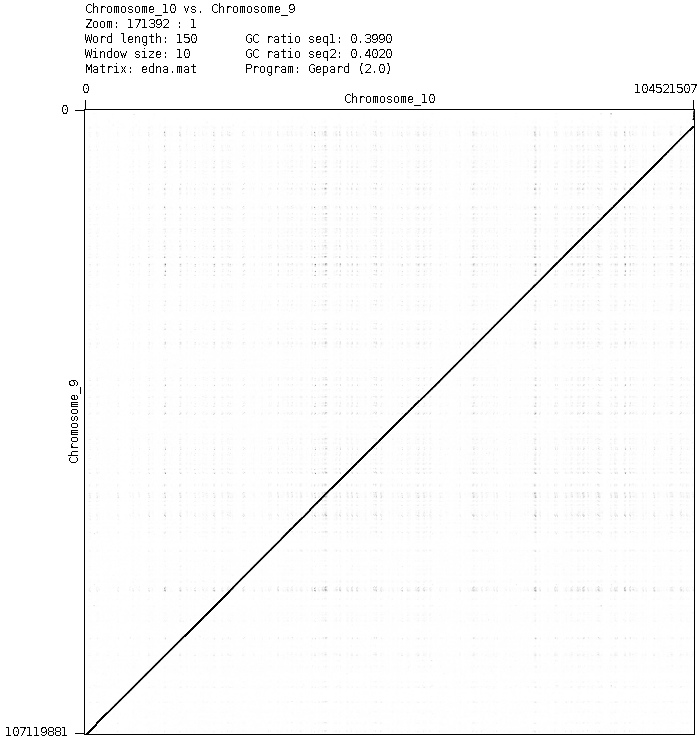 Chromosome_10 vs. Chromosome_9
Zoom: 171392 : 1
Word length: 150 GC ratio seq1: 0.3990
Window size: 10 GC ratio seq2: 0.4020
Matrix: edna.mat Program: Gepard (2.0)
0 104521507
Chromosome_10
0
Chromosome_9
107119881